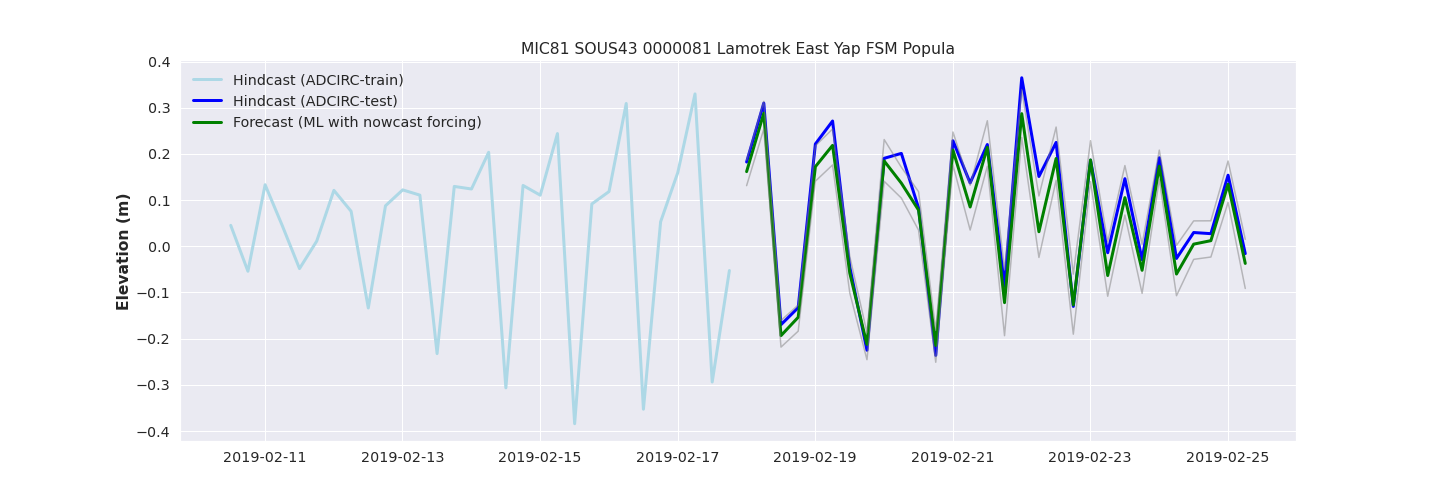 MIC81 SOUS43 0000081 Lamotrek East Yap FSM Popula
0.4
0.3
0.2
0.1
0.0
−0.1
−0.2
−0.3
−0.4
Elevation (m)
Hindcast (ADCIRC-train)
Hindcast (ADCIRC-test)
Forecast (ML with nowcast forcing)
2019-02-11 2019-02-13 2019-02-15 2019-02-17 2019-02-19 2019-02-21 2019-02-23 2019-02-25